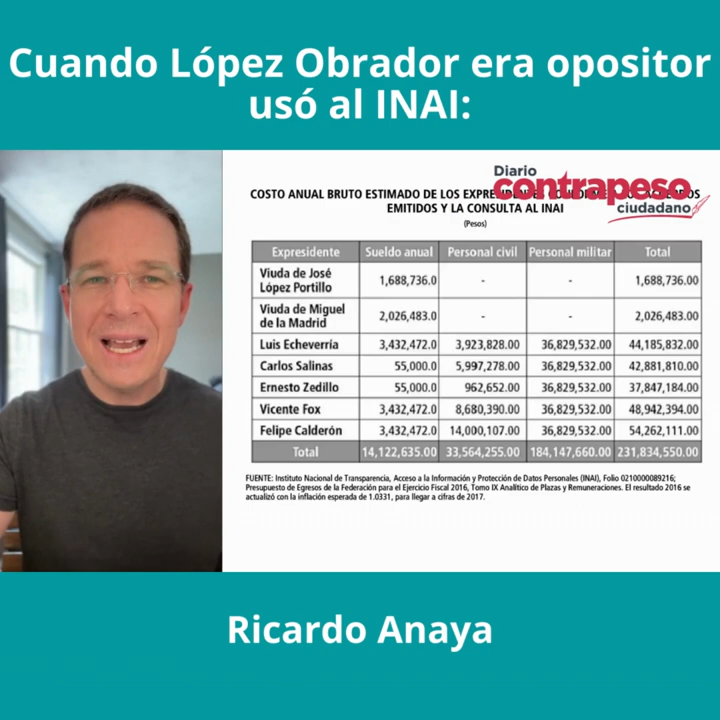 Cuando López Obrador era opositor
usó al INAI:
Diario
contrapeso
ciudadano
COSTO ANUAL BRUTO ESTIMADO DE LOS
EMITIDOS Y LA CONSULTA AL INAI
(Pesos)
Expresidente Sueldo anual Personal civil Personal militar Total
Viuda de José
López Portillo 1,688,736.0 - - 1,688,736.00
Viuda de Miguel
de la Madrid 2,026,483.0 - - 2,026,483.00
Luis Echeverría 3,432,472.0 3,923,828.00 36,829,532.00 44,185,832.00
Carlos Salinas 55,000.0 5,997,278.00 36,829,532.00 42,881,810.00
Ernesto Zedillo 55,000.0 962,652.00 36,829,532.00 37,847,184.00
Vicente Fox 3,432,472.0 8,680,390.00 36,829,532.00 48,942,394.00
Felipe Calderón 3,432,472.0 14,000,107.00 36,829,532.00 54,262,111.00
Total 14,122,635.00 33,564,255.00 184,147,660.00 231,834,550.00
FUENTE: Instituto Nacional de Transparencia, Acceso a la Información y Protección de Datos Personales (INAI), Folio 0210000089216;
Presupuesto de Egresos de la Federación para el Ejercicio Fiscal 2016, Tomo IX Analítico de Plazas y Remuneraciones. El resultado 2016 se
actualizó con la inflación esperada de 1.0331, para llegar a cifras de 2017.
Ricardo Anaya